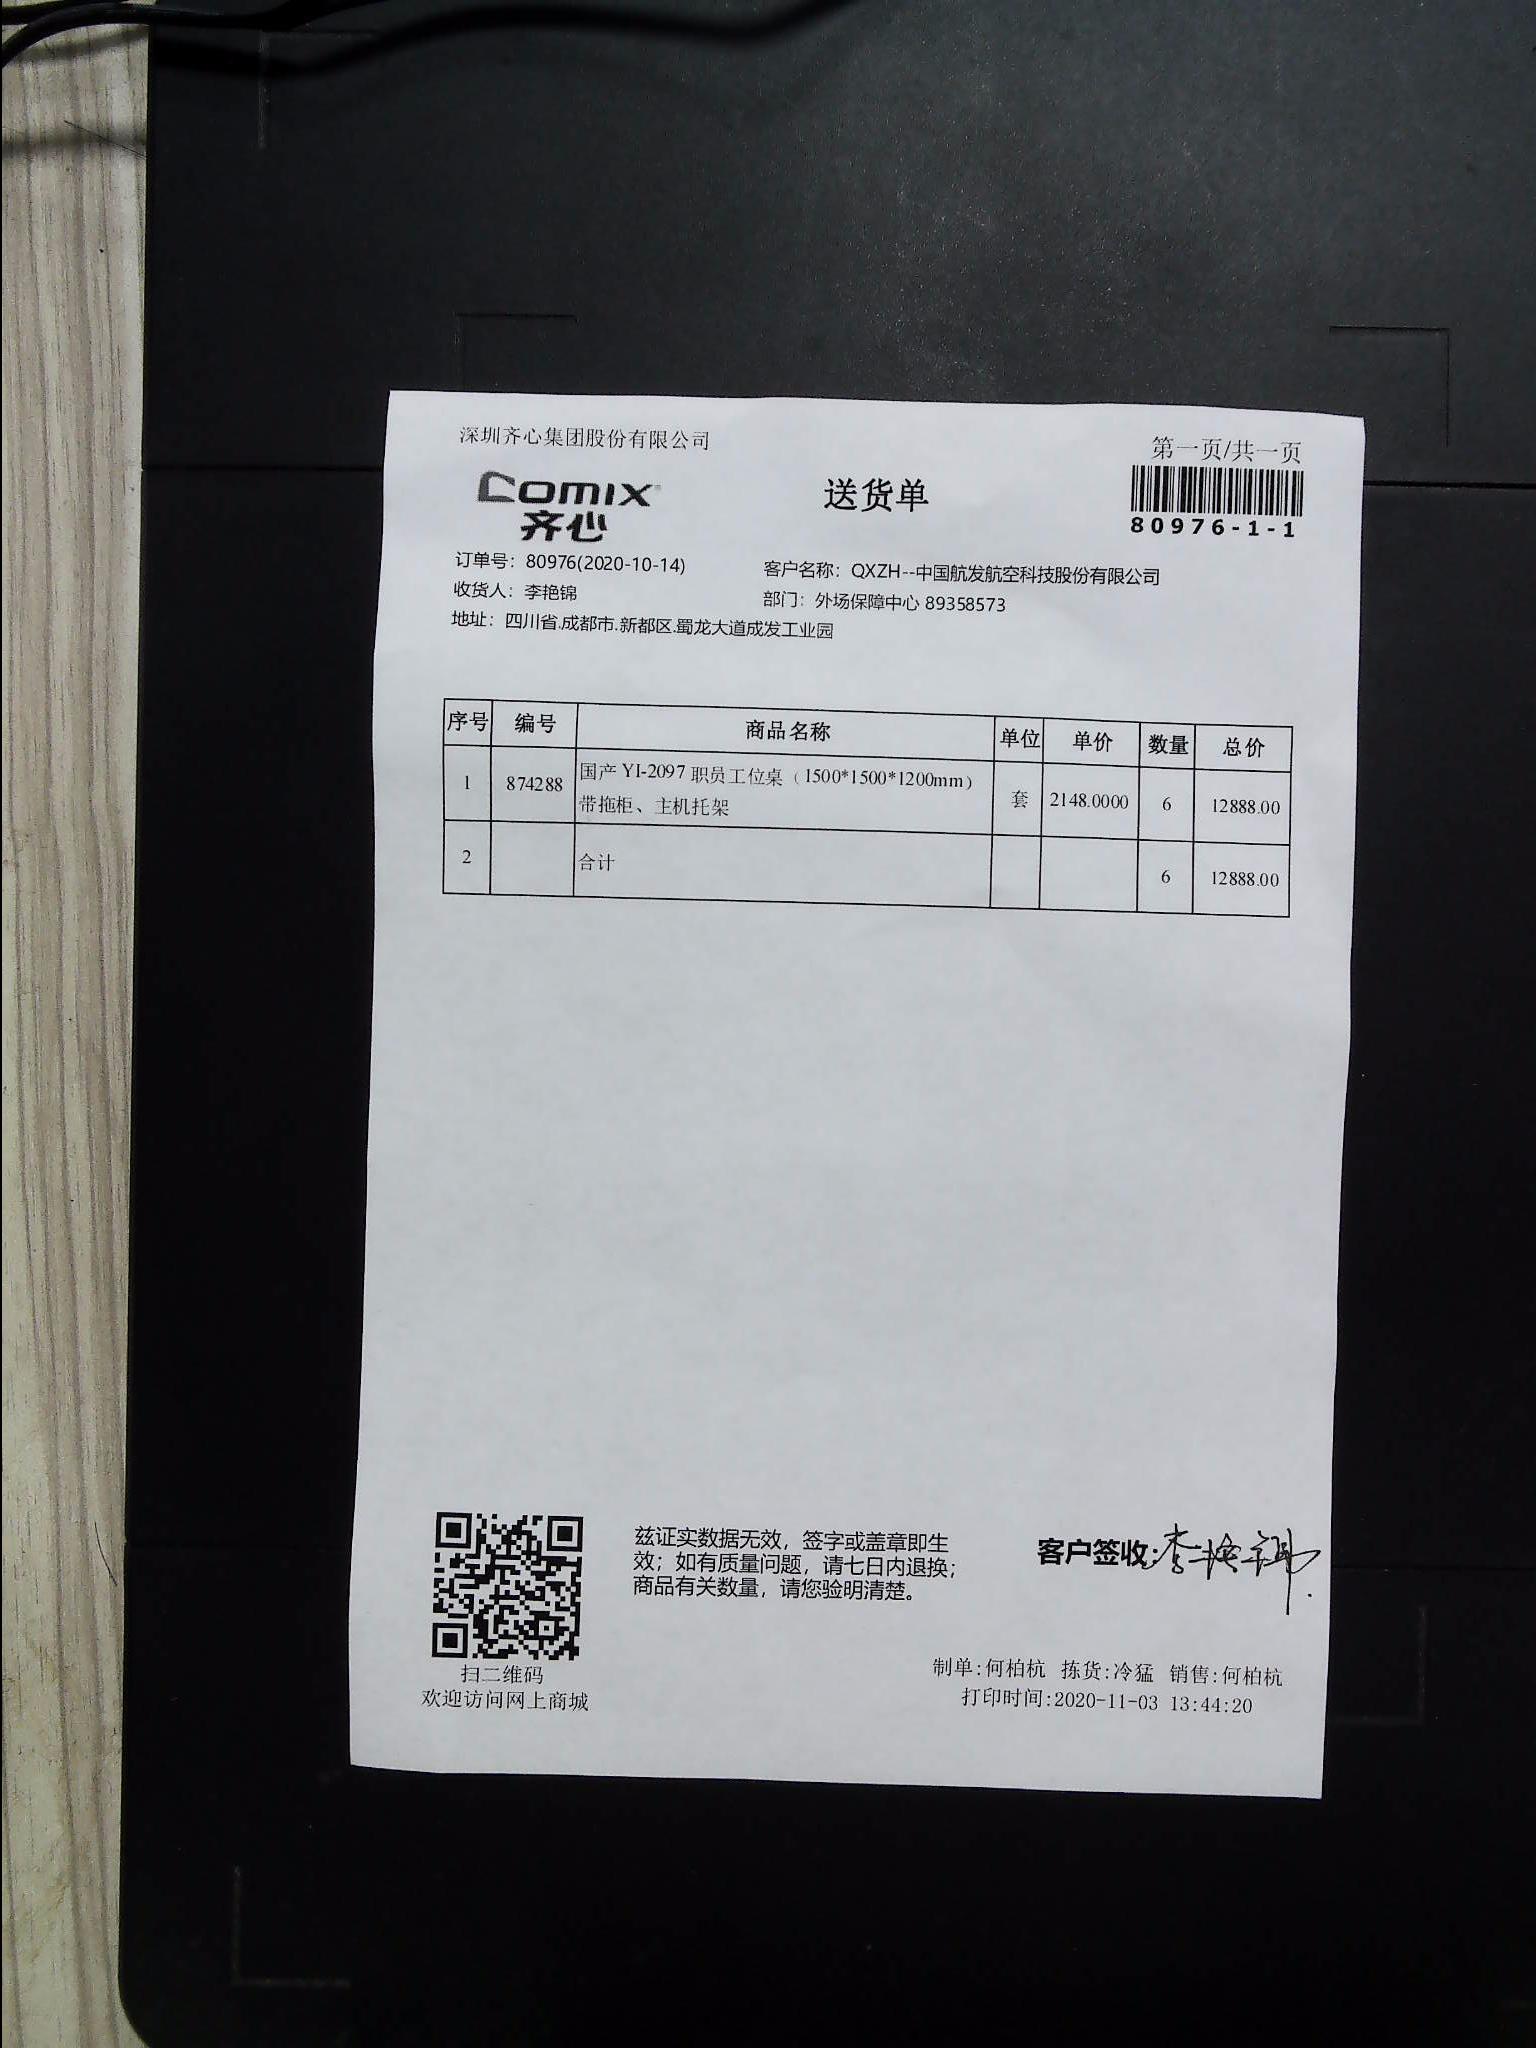 深圳齐心集团股份有限公司
第一页/共一页
comix
齐心
送货单
80976-1-1
订单号：80976(2020-10-14)
客户名称：QXZH--中国航发航空科技股份有限公司
收货人：李艳锦
部门：外场保障中心 89358573
地址：四川省.成都市.新都区.蜀龙大道成发工业园
序号 编号 商品名称 单位 单价 数量 总价
1 874288 国产 YI-2097 职员工位桌（1500*1500*1200mm） 套 2148.0000 6 12888.00
带拖柜、主机托架
2 合计 6 12888.00
兹证实数据无效，签字或盖章即生
效；如有质量问题，请七日内退换；
商品有关数量，请您验明清楚。
客户签收:李艳锦
扫二维码
欢迎访问网上商城
制单:何柏杭 拣货:冷猛 销售:何柏杭
打印时间:2020-11-03 13:44:20